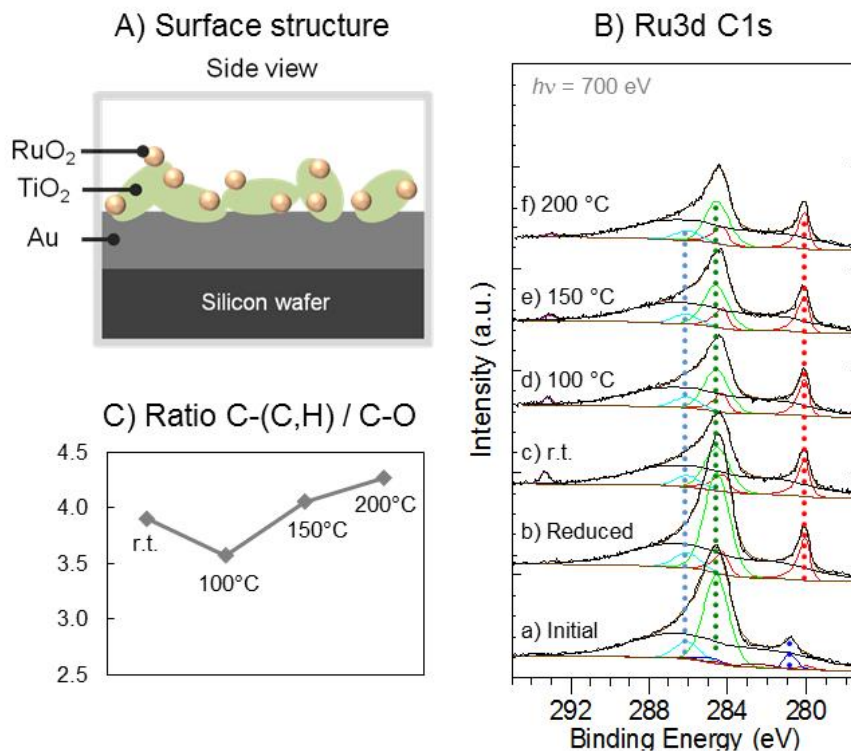 A) Surface structure
Side view
RuO₂
TiO₂
Au
Silicon wafer
C) Ratio C-(C,H) / C-O
4.5
4.0
3.5
3.0
2.5
r.t.
100°C
150°C
200°C
B) Ru3d C1s
hν = 700 eV
f) 200 °C
e) 150 °C
d) 100 °C
c) r.t.
b) Reduced
a) Initial
Intensity (a.u.)
292 288 284 280
Binding Energy (eV)